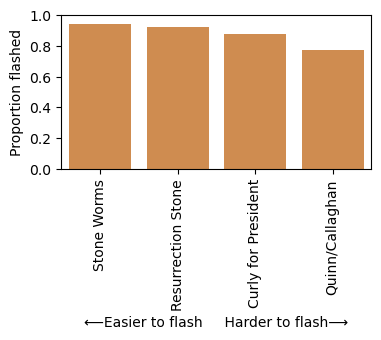 Proportion flashed
1.0
0.8
0.6
0.4
0.2
0.0
Stone Worms
Resurrection Stone
Curly for President
Quinn/Callaghan
⟵Easier to flash Harder to flash⟶